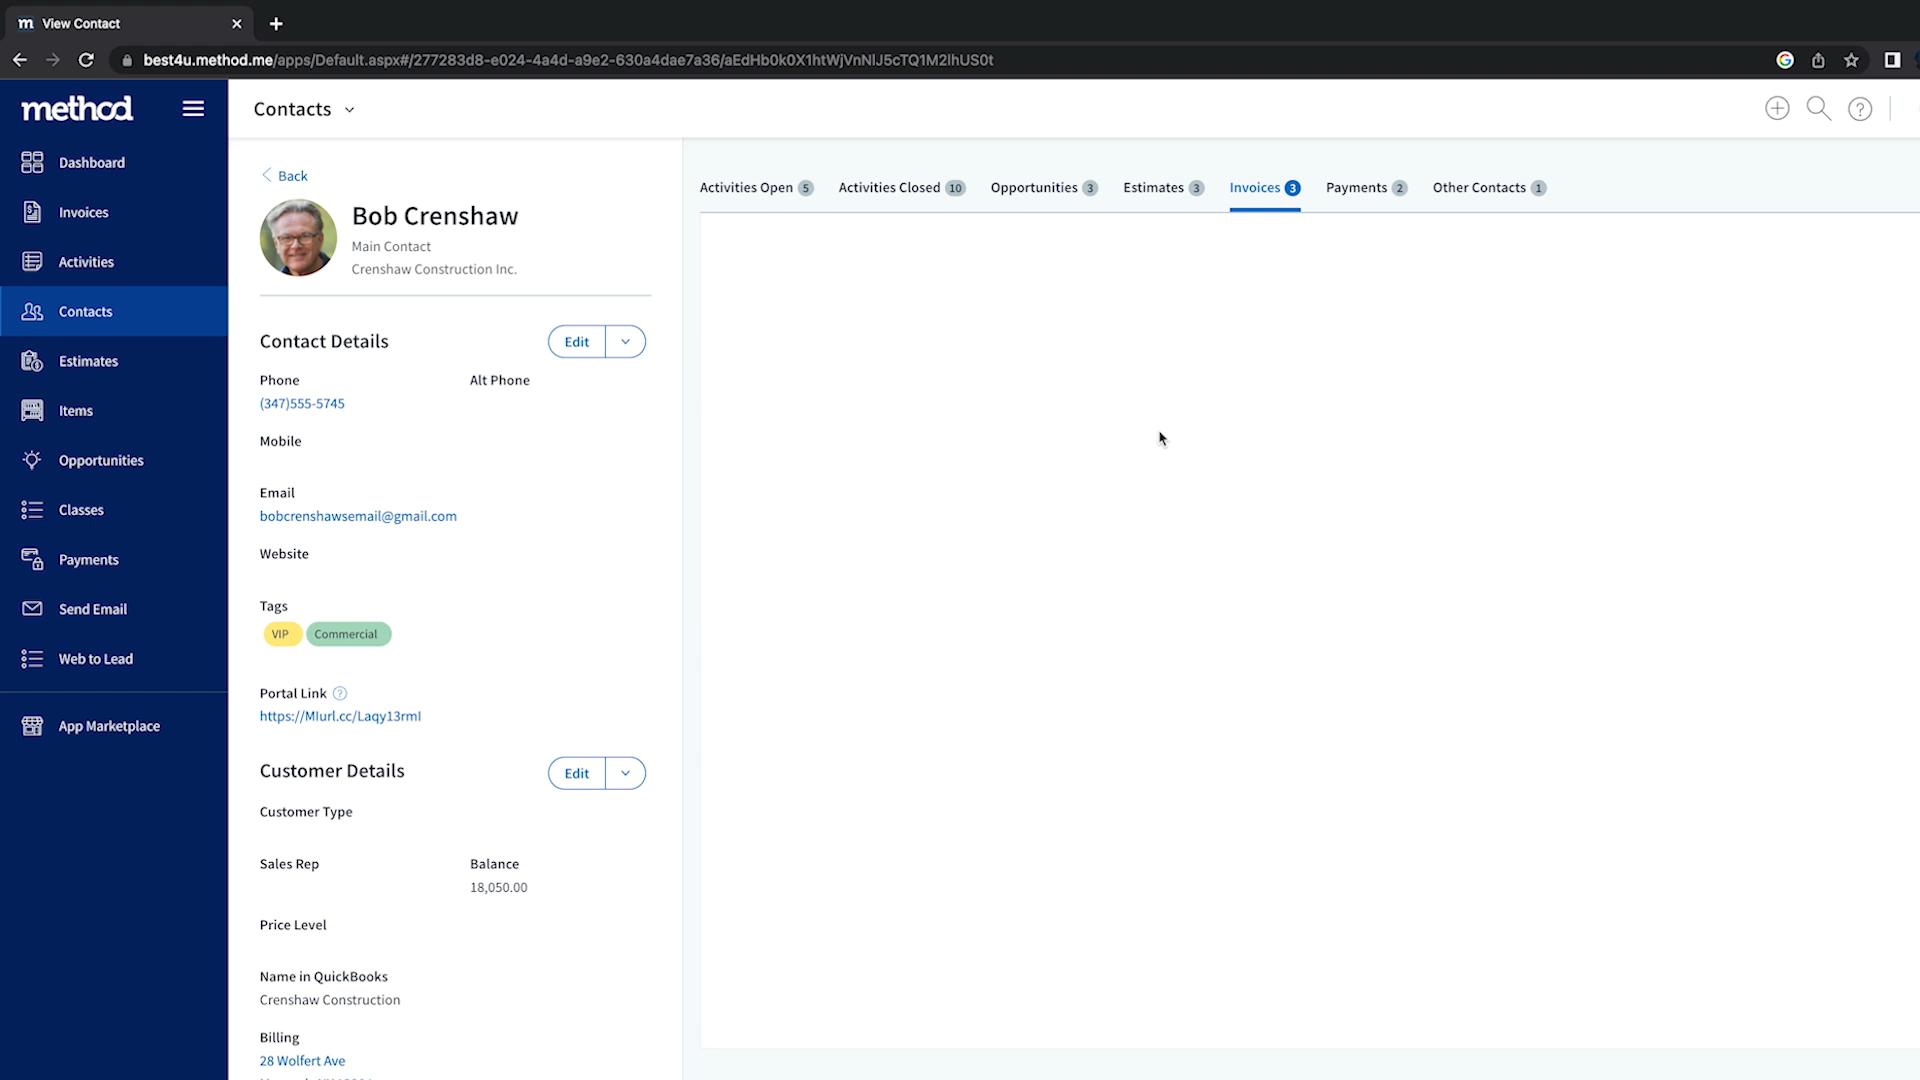 m View Contact
best4u.method.me/apps/Default.aspx#/277283d8-e024-4a4d-a9e2-630a4dae7a36/aEdHb0k0X1htWjVnNlJ5cTQ1M2lhUS0t
method
Contacts
Dashboard
Invoices
Activities
Contacts
Estimates
Items
Opportunities
Classes
Payments
Send Email
Web to Lead
App Marketplace
Back
Bob Crenshaw
Main Contact
Crenshaw Construction Inc.
Contact Details Edit
Phone Alt Phone
(347)555-5745
Mobile
Email
bobcrenshawsemail@gmail.com
Website
Tags
VIP Commercial
Portal Link ?
https://MIurl.cc/Laqy13rmI
Customer Details Edit
Customer Type
Sales Rep Balance
18,050.00
Price Level
Name in QuickBooks
Crenshaw Construction
Billing
28 Wolfert Ave
Activities Open 5 Activities Closed 10 Opportunities 3 Estimates 3 Invoices 3 Payments 2 Other Contacts 1